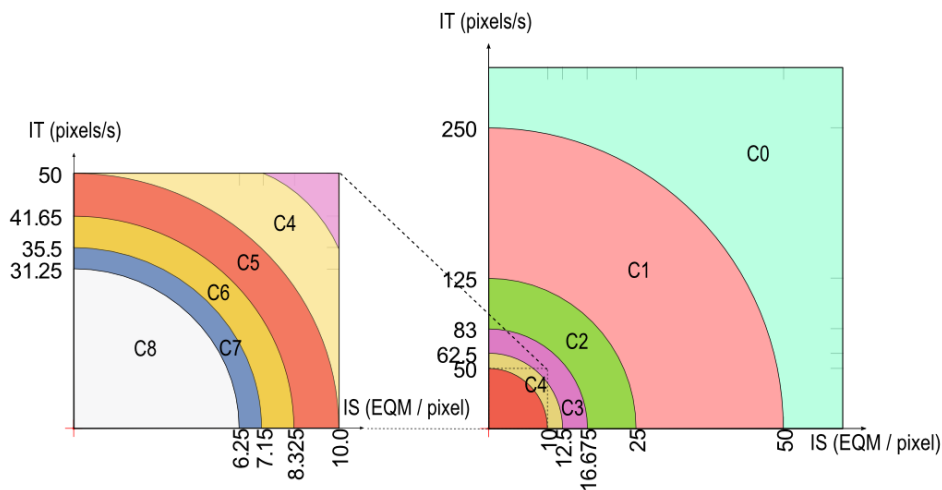 IT (pixels/s)
50
41.65
35.5
31.25
C4
C5
C6
C7
C8
IS (EQM / pixel)
6.25
7.15
8.325
10.0
IT (pixels/s)
250
125
83
62.5
50
C0
C1
C2
C3
C4
10
12.5
16.675
25
50
IS (EQM / pixel)